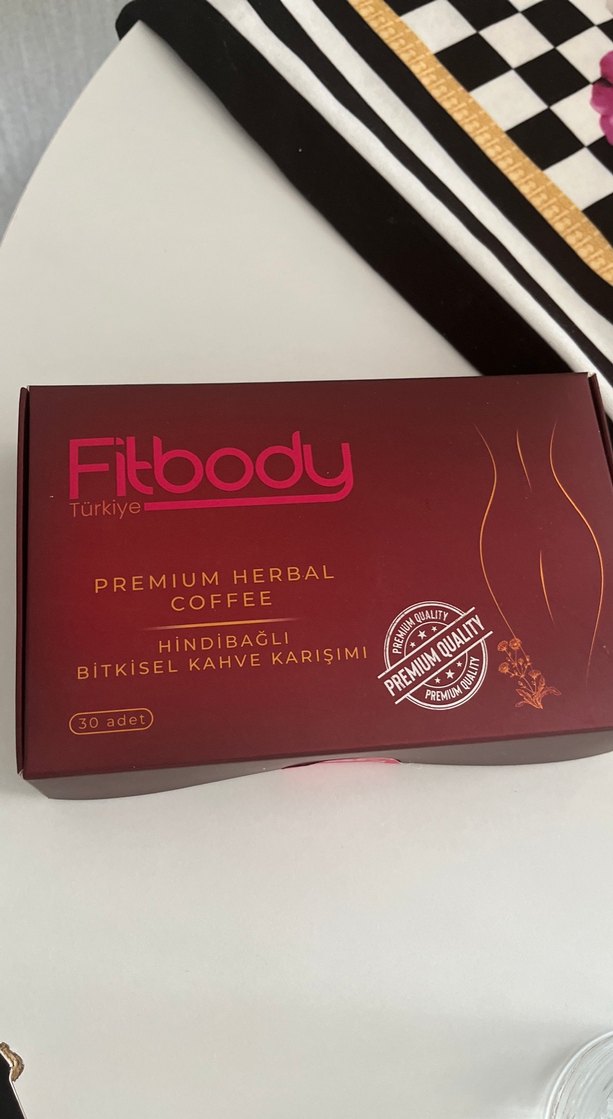 Fitbody
Türkiye
PREMIUM HERBAL
COFFEE
HİNDİBAĞLI
BİTKİSEL KAHVE KARIŞIMI
30 adet
PREMIUM QUALITY
PREMIUM QUALITY
PREMIUM QUALITY